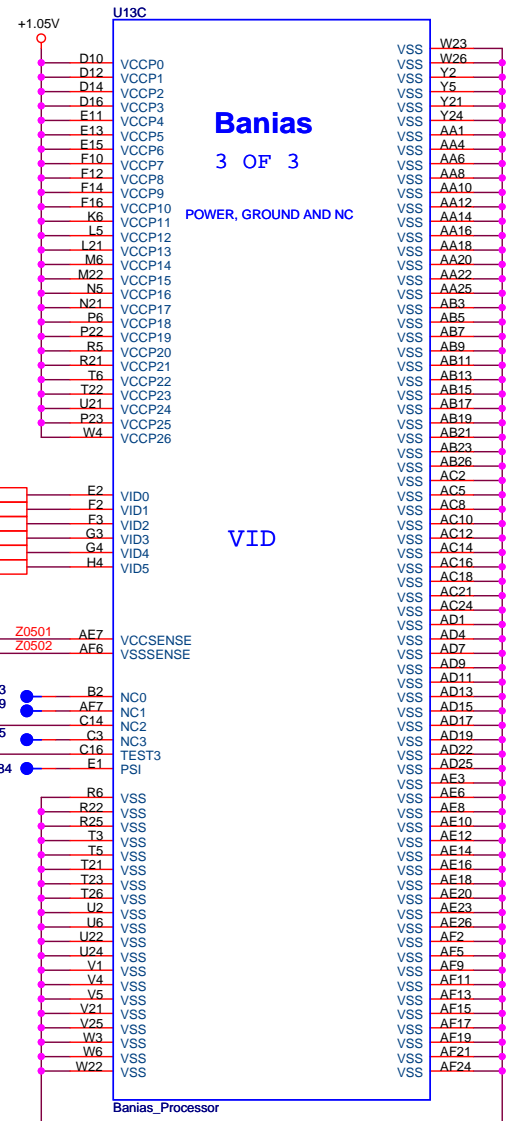 U13C
+1.05V
D10 VCCP0
D12 VCCP1
D14 VCCP2
D16 VCCP3
E11 VCCP4
E13 VCCP5
E15 VCCP6
F10 VCCP7
F12 VCCP8
F14 VCCP9
F16 VCCP10
K6 VCCP11
L5 VCCP12
L21 VCCP13
M6 VCCP14
M22 VCCP15
N5 VCCP16
N21 VCCP17
P6 VCCP18
P22 VCCP19
R5 VCCP20
R21 VCCP21
T6 VCCP22
T22 VCCP23
U21 VCCP24
P23 VCCP25
W4 VCCP26
E2 VID0
F2 VID1
F3 VID2
G3 VID3
G4 VID4
H4 VID5
Z0501 AE7 VCCSENSE
Z0502 AF6 VSSSENSE
3 B2 NC0
9 AF7 NC1
C14 NC2
5 C3 NC3
C16 TEST3
E1 PSI
R6 VSS
R22 VSS
R25 VSS
T3 VSS
T5 VSS
T21 VSS
T23 VSS
T26 VSS
U2 VSS
U6 VSS
U22 VSS
U24 VSS
V1 VSS
V4 VSS
V5 VSS
V21 VSS
V25 VSS
W3 VSS
W6 VSS
W22 VSS
Banias
3 OF 3
POWER, GROUND AND NC
VID
VSS W23
VSS W26
VSS Y2
VSS Y5
VSS Y21
VSS Y24
VSS AA1
VSS AA4
VSS AA6
VSS AA8
VSS AA10
VSS AA12
VSS AA14
VSS AA16
VSS AA18
VSS AA20
VSS AA22
VSS AA25
VSS AB3
VSS AB5
VSS AB7
VSS AB9
VSS AB11
VSS AB13
VSS AB15
VSS AB17
VSS AB19
VSS AB21
VSS AB23
VSS AB26
VSS AC2
VSS AC5
VSS AC8
VSS AC10
VSS AC12
VSS AC14
VSS AC16
VSS AC18
VSS AC21
VSS AC24
VSS AD1
VSS AD4
VSS AD7
VSS AD9
VSS AD11
VSS AD13
VSS AD15
VSS AD17
VSS AD19
VSS AD22
VSS AD25
VSS AE3
VSS AE6
VSS AE8
VSS AE10
VSS AE12
VSS AE14
VSS AE16
VSS AE18
VSS AE20
VSS AE23
VSS AE26
VSS AF2
VSS AF5
VSS AF9
VSS AF11
VSS AF13
VSS AF15
VSS AF17
VSS AF19
VSS AF21
VSS AF24
Banias_Processor